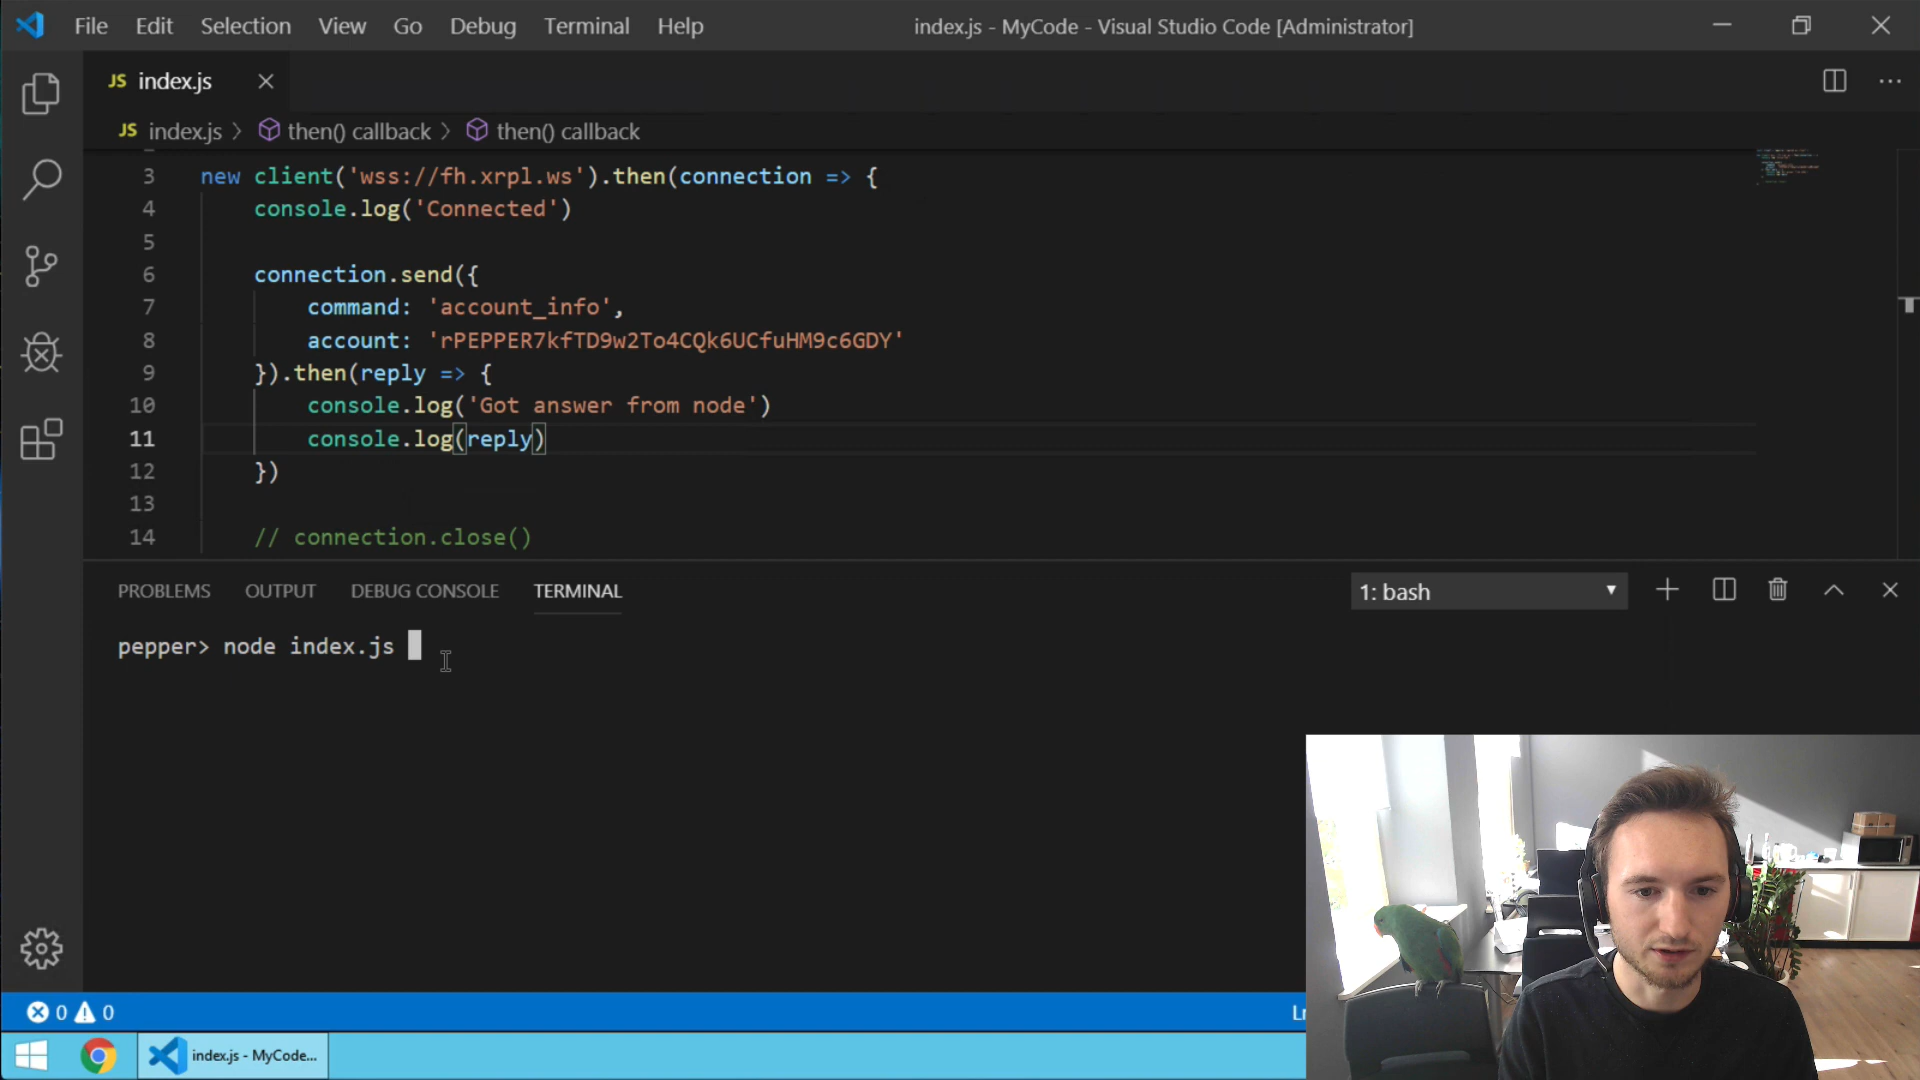 File Edit Selection View Go Debug Terminal Help index.js - MyCode - Visual Studio Code [Administrator]
JS index.js
JS index.js > then() callback > then() callback
3 new client('wss://fh.xrpl.ws').then(connection => {
4 console.log('Connected')
5
6 connection.send({
7 command: 'account_info',
8 account: 'rPEPPER7kfTD9w2To4CQk6UCfuHM9c6GDY'
9 }).then(reply => {
10 console.log('Got answer from node')
11 console.log(reply)
12 })
13
14 // connection.close()
PROBLEMS OUTPUT DEBUG CONSOLE TERMINAL 1: bash
pepper> node index.js
0 0 Ln
index.js - MyCode...